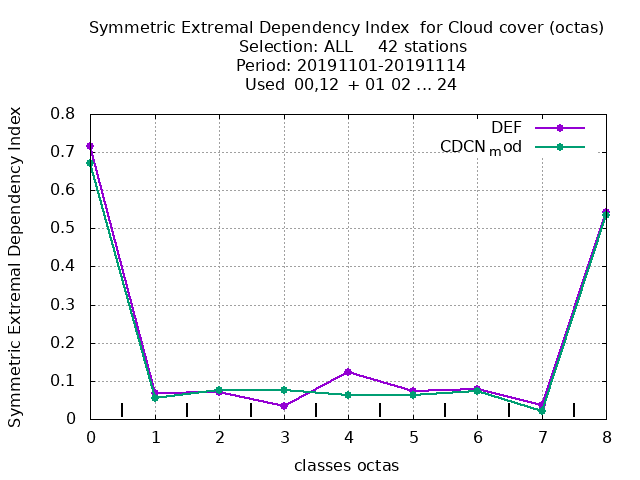 Symmetric Extremal Dependency Index for Cloud cover (octas)
Selection: ALL 42 stations
Period: 20191101-20191114
Used 00,12 + 01 02 ... 24
Symmetric Extremal Dependency Index
0.8
0.7
0.6
0.5
0.4
0.3
0.2
0.1
0
DEF
CDCNmod
0 1 2 3 4 5 6 7 8
classes octas